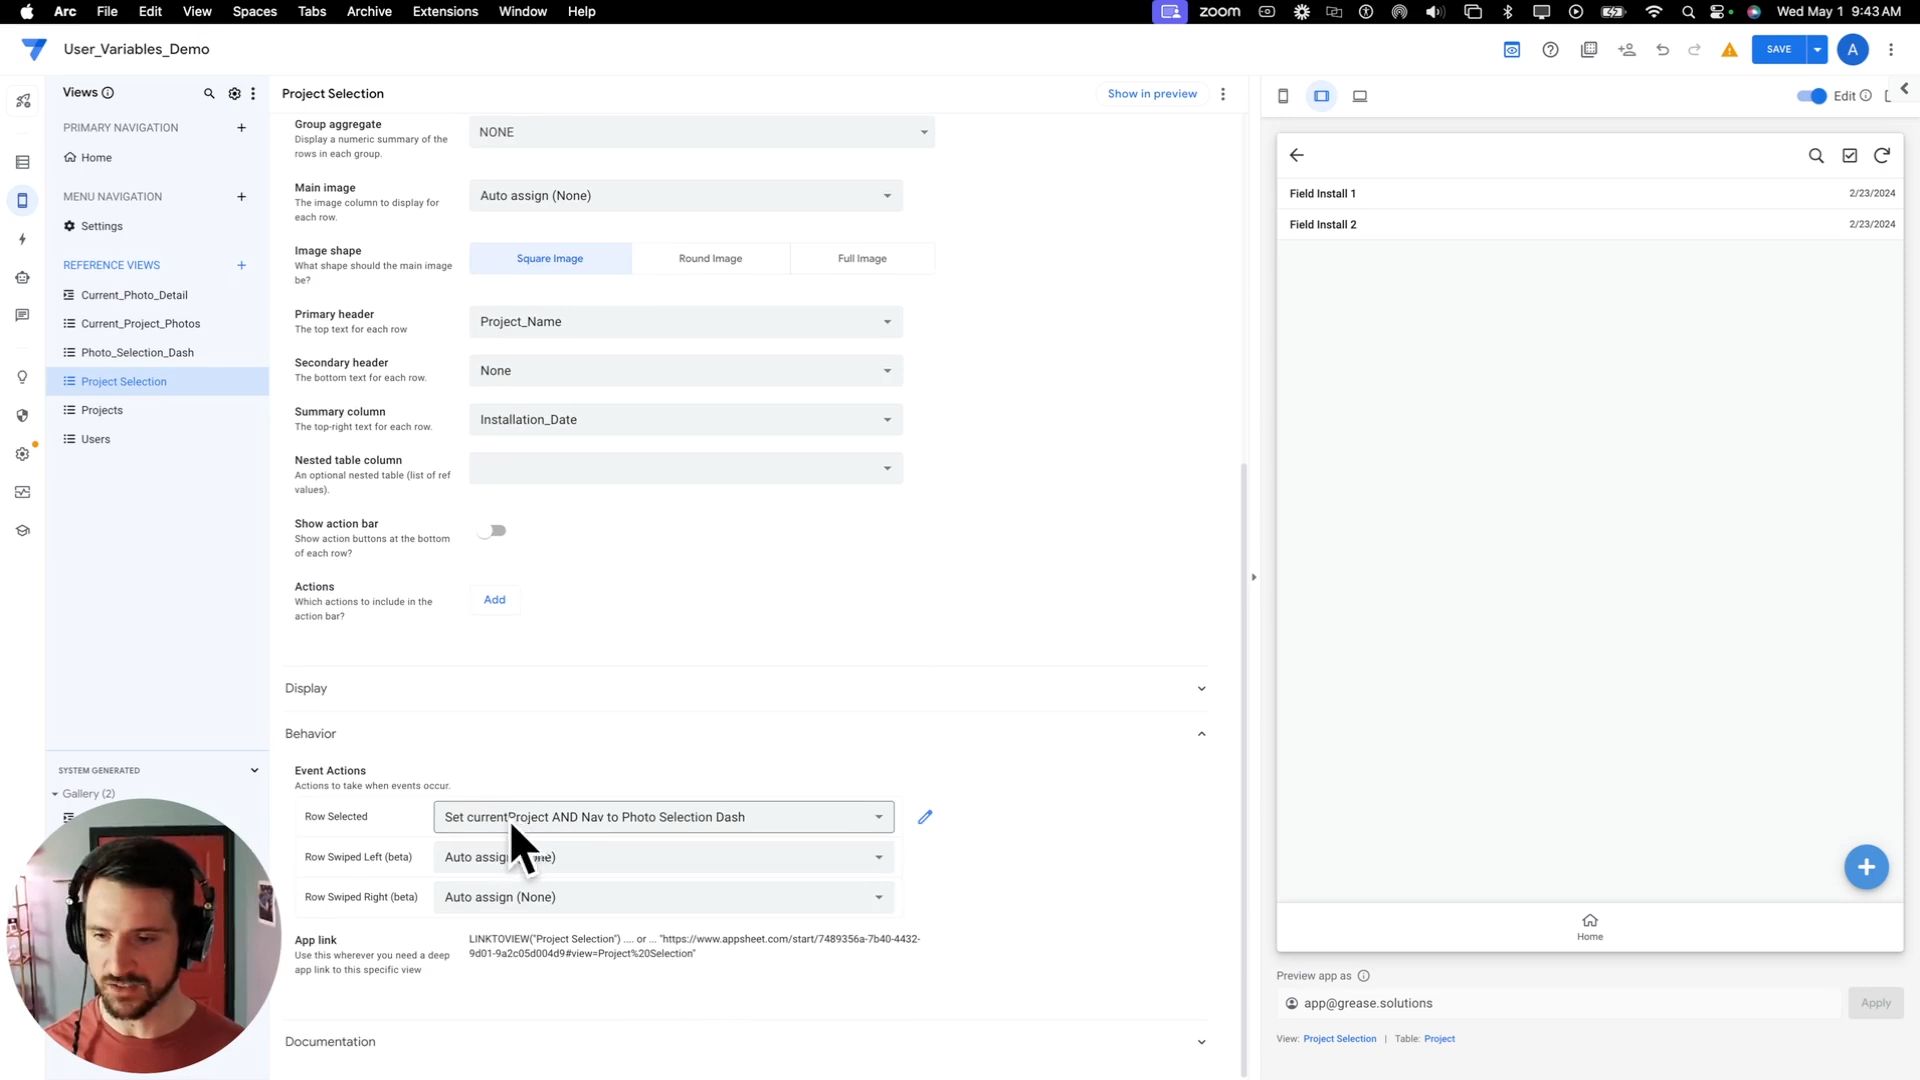 Arc File Edit View Spaces Tabs Archive Extensions Window Help
zoom Wed May 1 9:43 AM
User_Variables_Demo
SAVE
A
Views
Project Selection
Show in preview
Edit
PRIMARY NAVIGATION
Home
MENU NAVIGATION
Settings
REFERENCE VIEWS
Current_Photo_Detail
Current_Project_Photos
Photo_Selection_Dash
Project Selection
Projects
Users
SYSTEM GENERATED
Gallery (2)
Group aggregate
Display a numeric summary of the
rows in each group.
NONE
Main image
The image column to display for
each row.
Auto assign (None)
Image shape
What shape should the main image
be?
Square Image
Round Image
Full Image
Primary header
The top text for each row
Project_Name
Secondary header
The bottom text for each row.
None
Summary column
The top-right text for each row.
Installation_Date
Nested table column
An optional nested table (list of ref
values).
Show action bar
Show action buttons at the bottom
of each row?
Actions
Which actions to include in the
action bar?
Add
Display
Behavior
Event Actions
Actions to take when events occur.
Row Selected
Set currentProject AND Nav to Photo Selection Dash
Row Swiped Left (beta)
Auto assign
Row Swiped Right (beta)
Auto assign (None)
App link
Use this wherever you need a deep
app link to this specific view
LINKTOVIEW("Project Selection") .... or ... "https://www.appsheet.com/start/7489356a-7b40-4432-
9d01-9a2c05d004d9#view=Project%20Selection"
Documentation
Field Install 1 2/23/2024
Field Install 2 2/23/2024
Home
Preview app as
app@grease.solutions
Apply
View: Project Selection | Table: Project